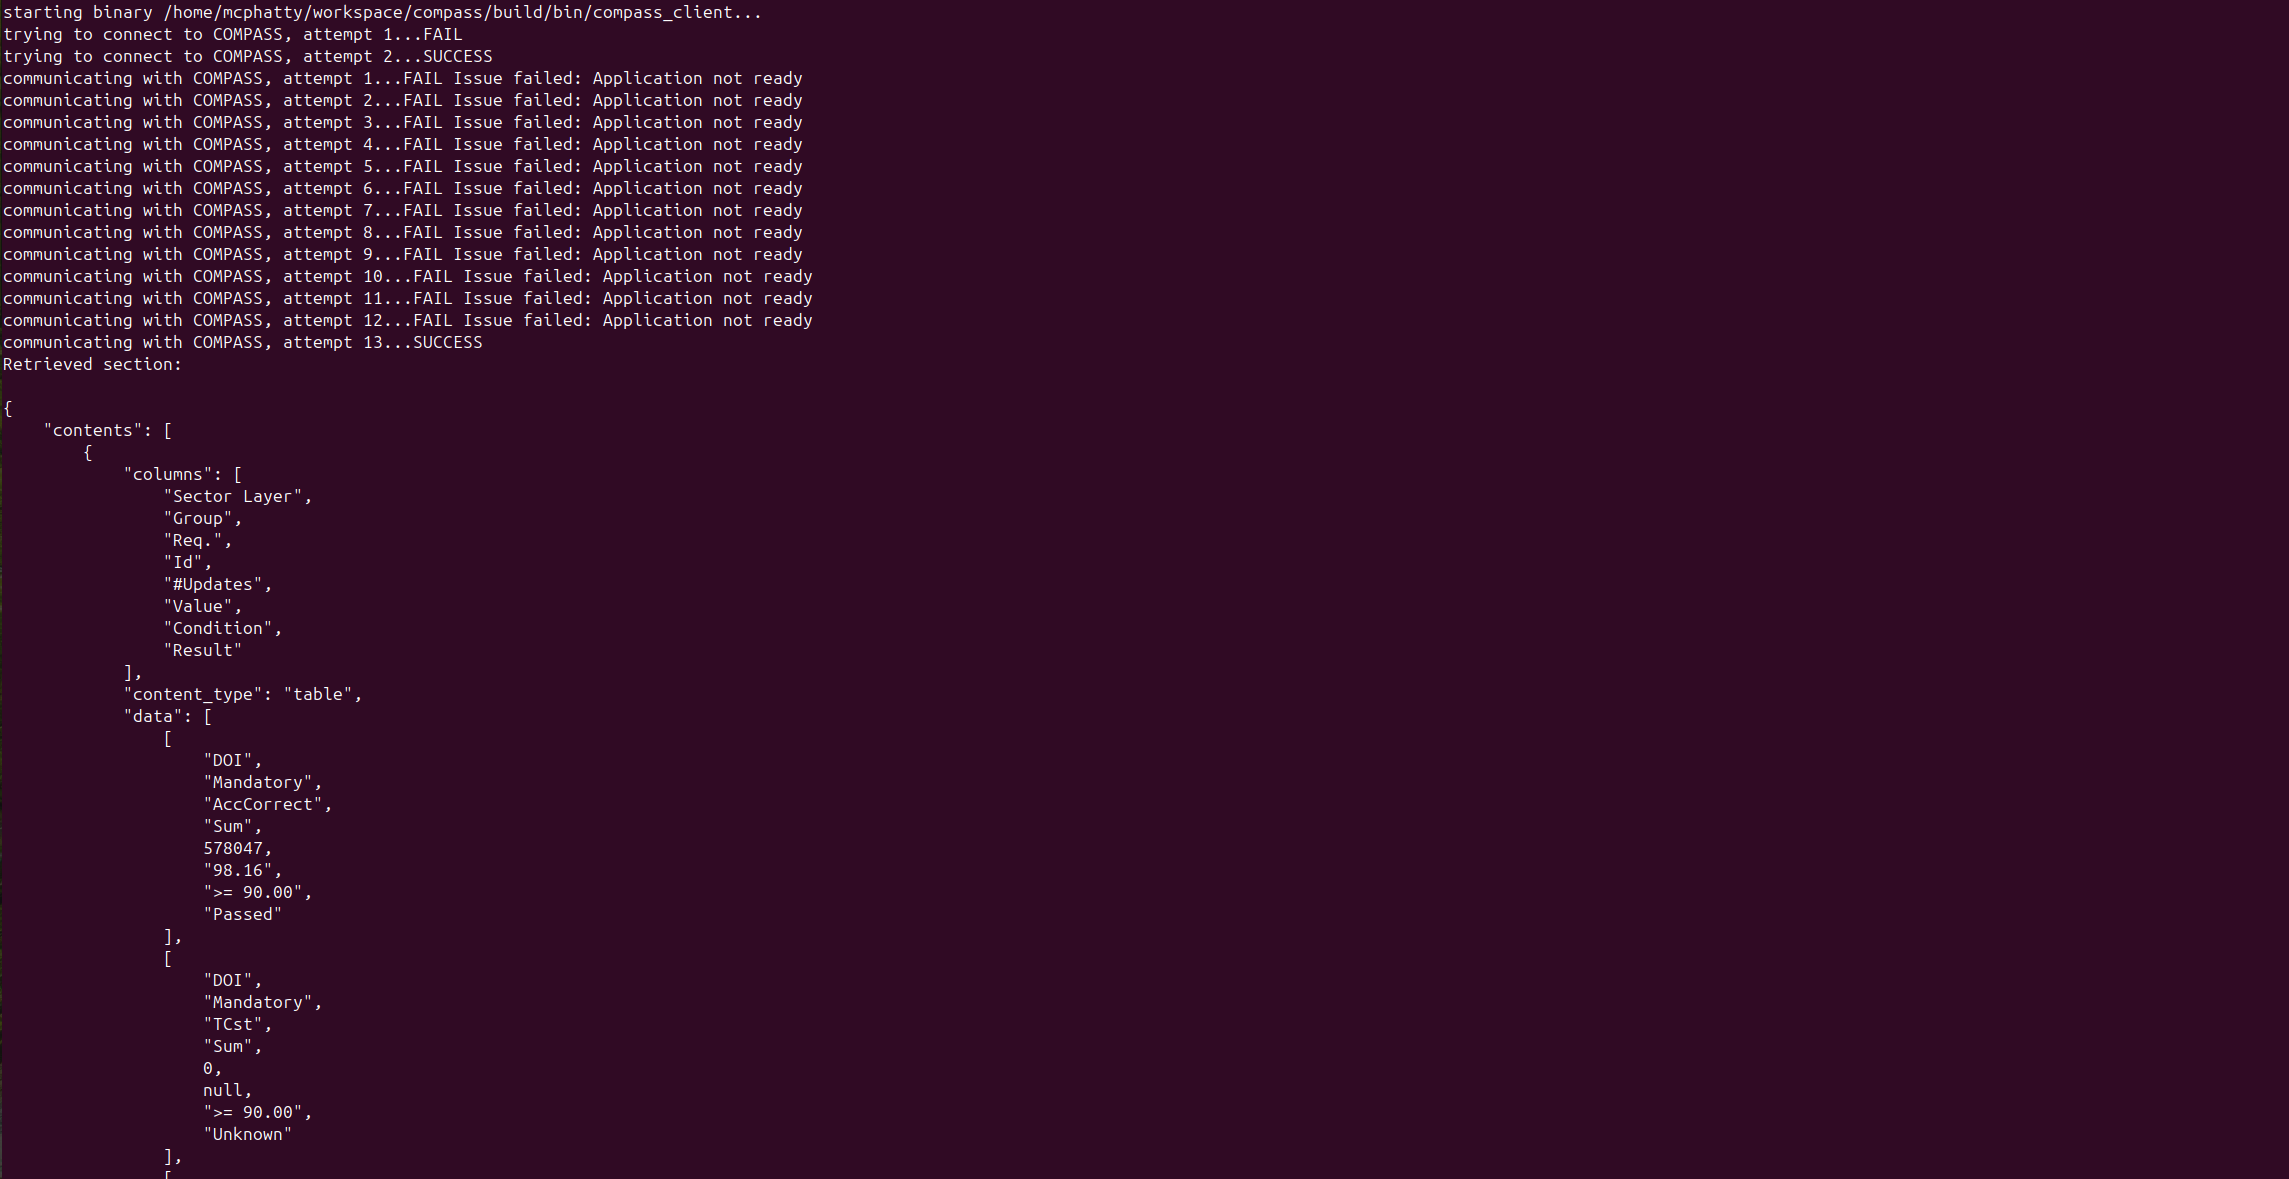 starting binary /home/mcphatty/workspace/compass/build/bin/compass_client...
trying to connect to COMPASS, attempt 1...FAIL
trying to connect to COMPASS, attempt 2...SUCCESS
communicating with COMPASS, attempt 1...FAIL Issue failed: Application not ready
communicating with COMPASS, attempt 2...FAIL Issue failed: Application not ready
communicating with COMPASS, attempt 3...FAIL Issue failed: Application not ready
communicating with COMPASS, attempt 4...FAIL Issue failed: Application not ready
communicating with COMPASS, attempt 5...FAIL Issue failed: Application not ready
communicating with COMPASS, attempt 6...FAIL Issue failed: Application not ready
communicating with COMPASS, attempt 7...FAIL Issue failed: Application not ready
communicating with COMPASS, attempt 8...FAIL Issue failed: Application not ready
communicating with COMPASS, attempt 9...FAIL Issue failed: Application not ready
communicating with COMPASS, attempt 10...FAIL Issue failed: Application not ready
communicating with COMPASS, attempt 11...FAIL Issue failed: Application not ready
communicating with COMPASS, attempt 12...FAIL Issue failed: Application not ready
communicating with COMPASS, attempt 13...SUCCESS
Retrieved section:

{
    "contents": [
        {
            "columns": [
                "Sector Layer",
                "Group",
                "Req.",
                "Id",
                "#Updates",
                "Value",
                "Condition",
                "Result"
            ],
            "content_type": "table",
            "data": [
                [
                    "DOI",
                    "Mandatory",
                    "AccCorrect",
                    "Sum",
                    578047,
                    "98.16",
                    ">= 90.00",
                    "Passed"
                ],
                [
                    "DOI",
                    "Mandatory",
                    "TCst",
                    "Sum",
                    0,
                    null,
                    ">= 90.00",
                    "Unknown"
                ],
                [